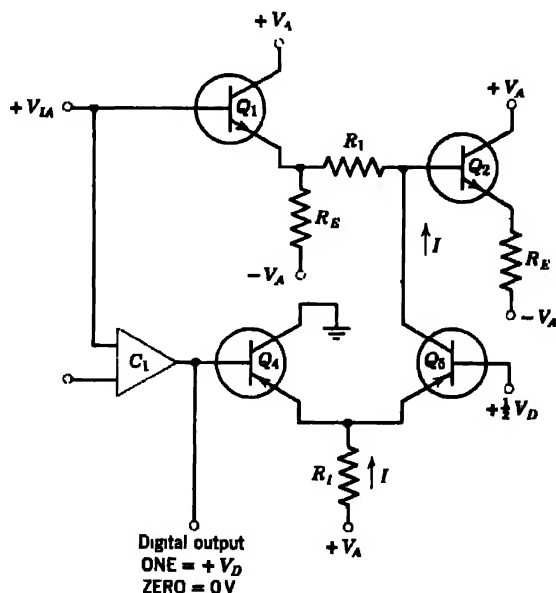 +V_A
+V_IA
Q_1
+V_A
R_1
Q_2
R_E
I
R_E
−V_A
−V_A
C_1
Q_4
Q_5
+½V_D
R_i
I
+V_A
Digital output
ONE = +V_D
ZERO = 0V